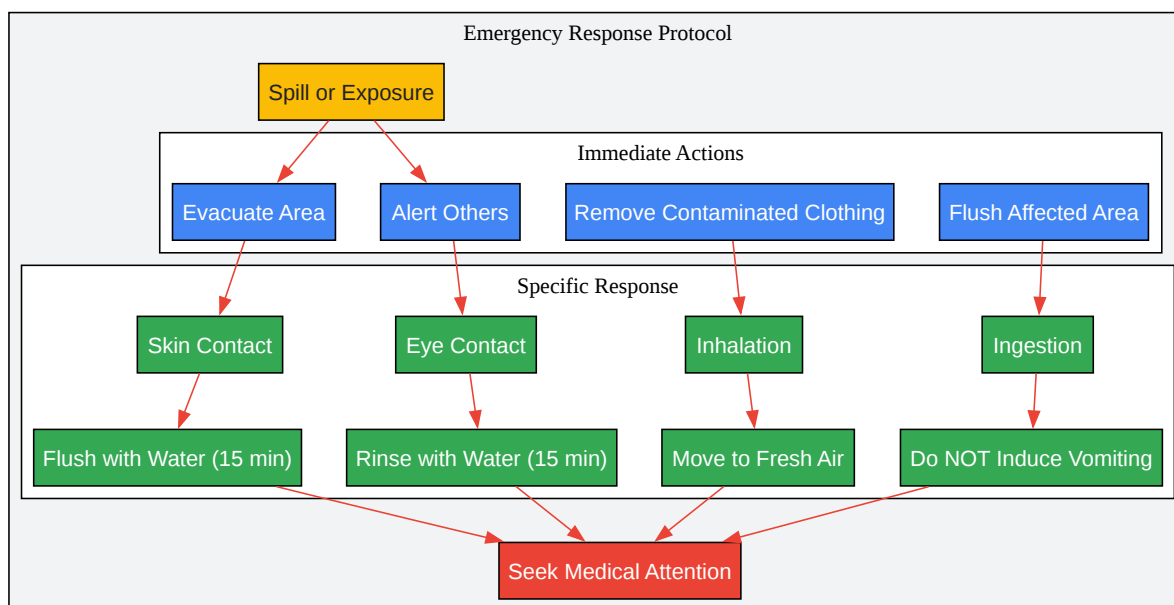 Emergency Response Protocol
Spill or Exposure
Immediate Actions
Evacuate Area
Alert Others
Remove Contaminated Clothing
Flush Affected Area
Specific Response
Skin Contact
Eye Contact
Inhalation
Ingestion
Flush with Water (15 min)
Rinse with Water (15 min)
Move to Fresh Air
Do NOT Induce Vomiting
Seek Medical Attention